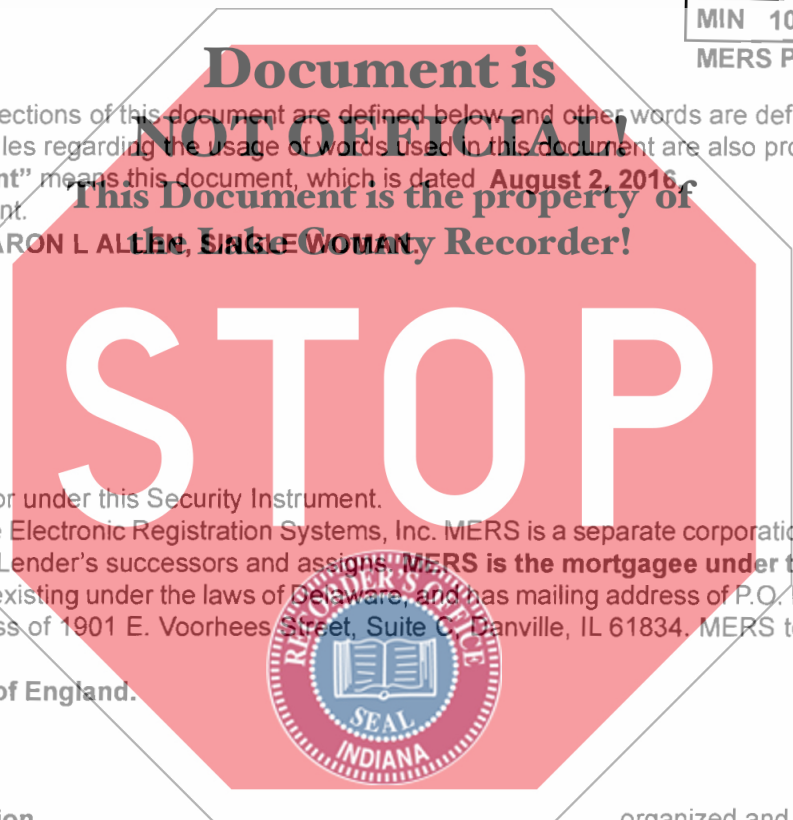 MIN 10
MERS P
Document is
ections of this document are defined below and other words are def
NOT OFFICIAL!
les regarding the usage of words used in this document are also pro
nt” means this document, which is dated August 2, 2016,
This Document is the property of
nt.
RON L ALLEN, SINGLE WOMAN.
the Lake County Recorder!
STOP
or under this Security Instrument.
e Electronic Registration Systems, Inc. MERS is a separate corporatio
Lender’s successors and assigns. MERS is the mortgagee under t
existing under the laws of Delaware, and has mailing address of P.O.
ss of 1901 E. Voorhees Street, Suite C, Danville, IL 61834. MERS t
of England.
RECORDER'S OFFICE
SEAL
INDIANA
tion
organized and